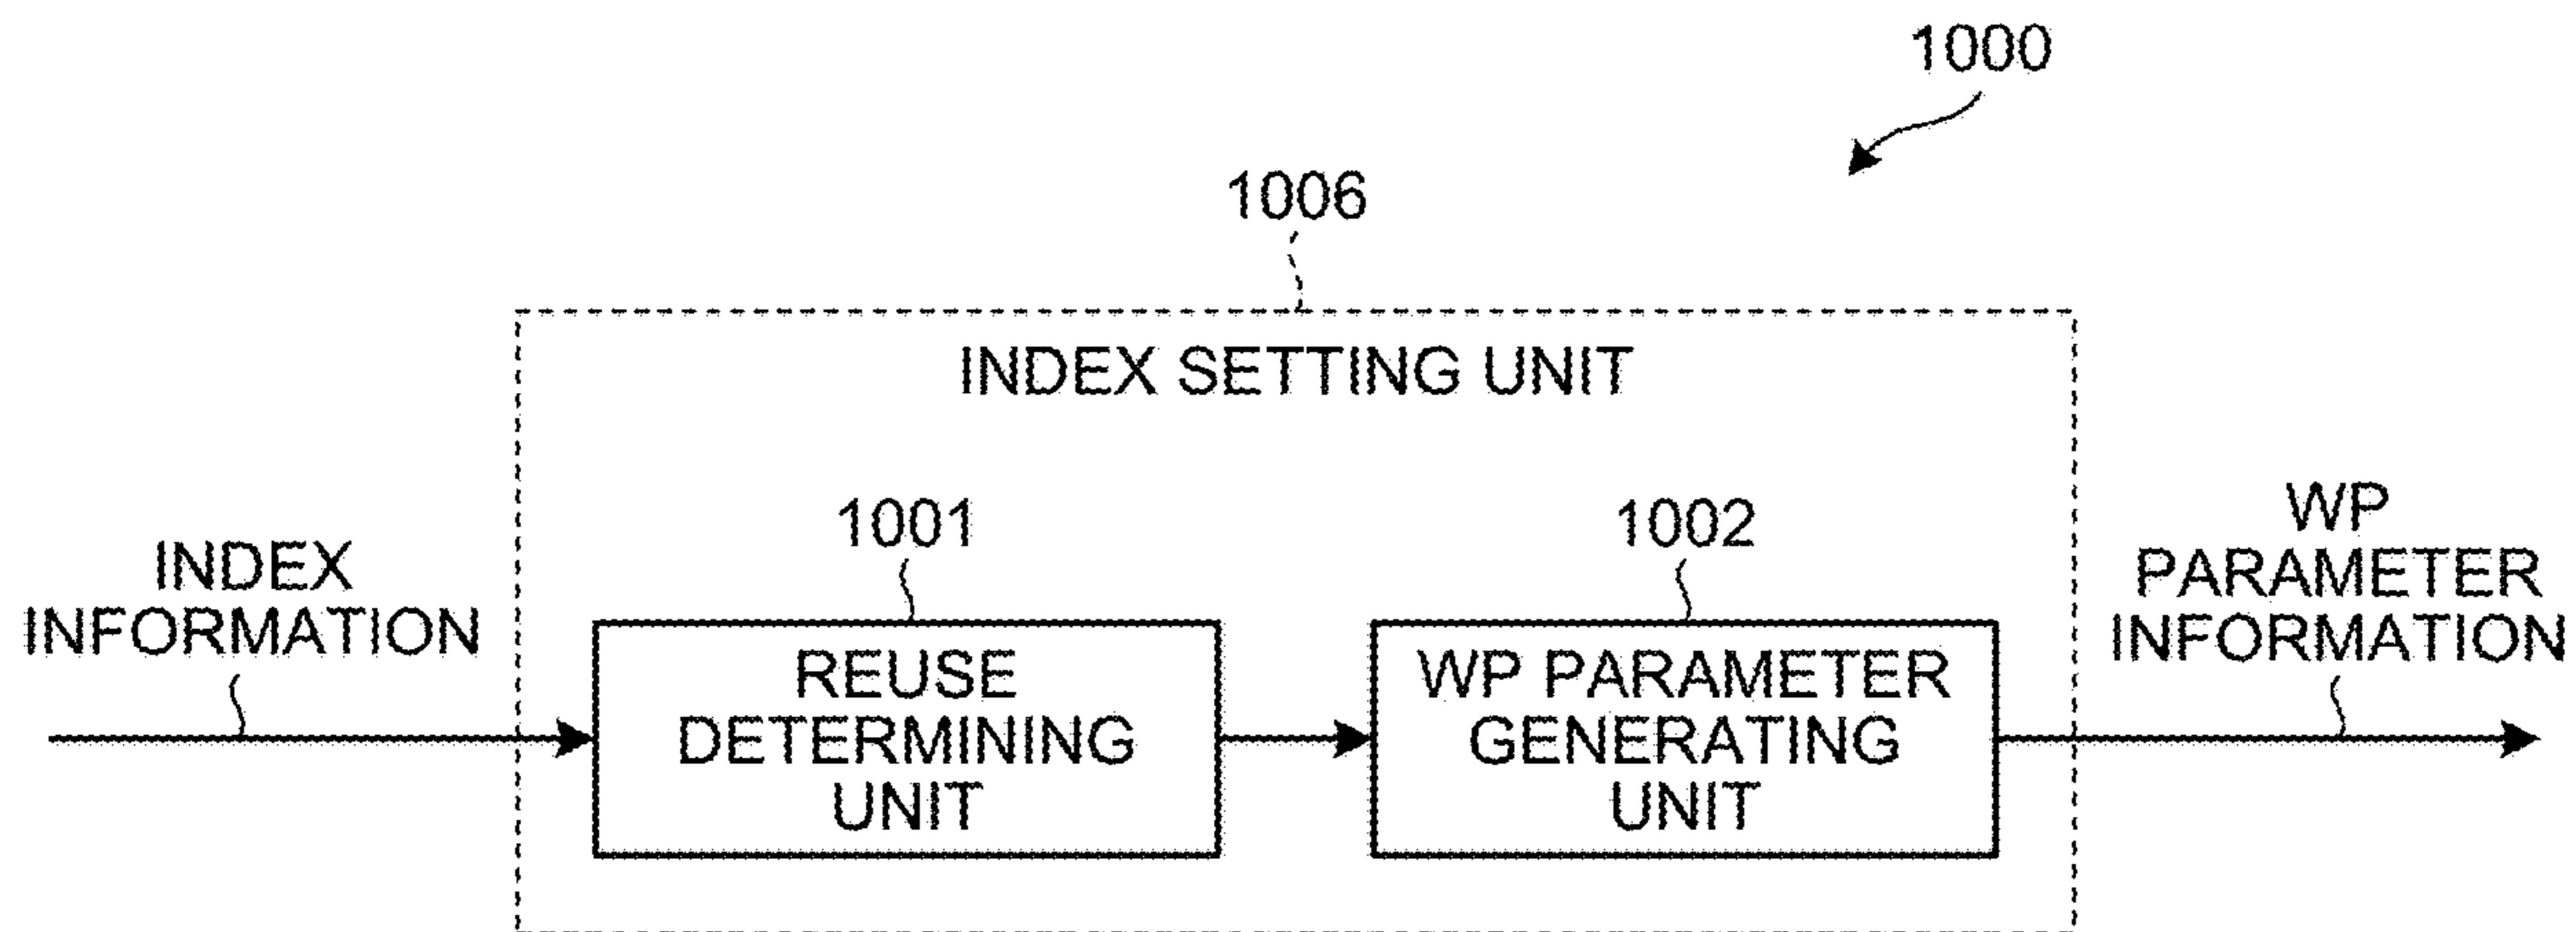 1000
1006
INDEX SETTING UNIT
INDEX
INFORMATION
1001
REUSE
DETERMINING
UNIT
1002
WP PARAMETER
GENERATING
UNIT
WP
PARAMETER
INFORMATION